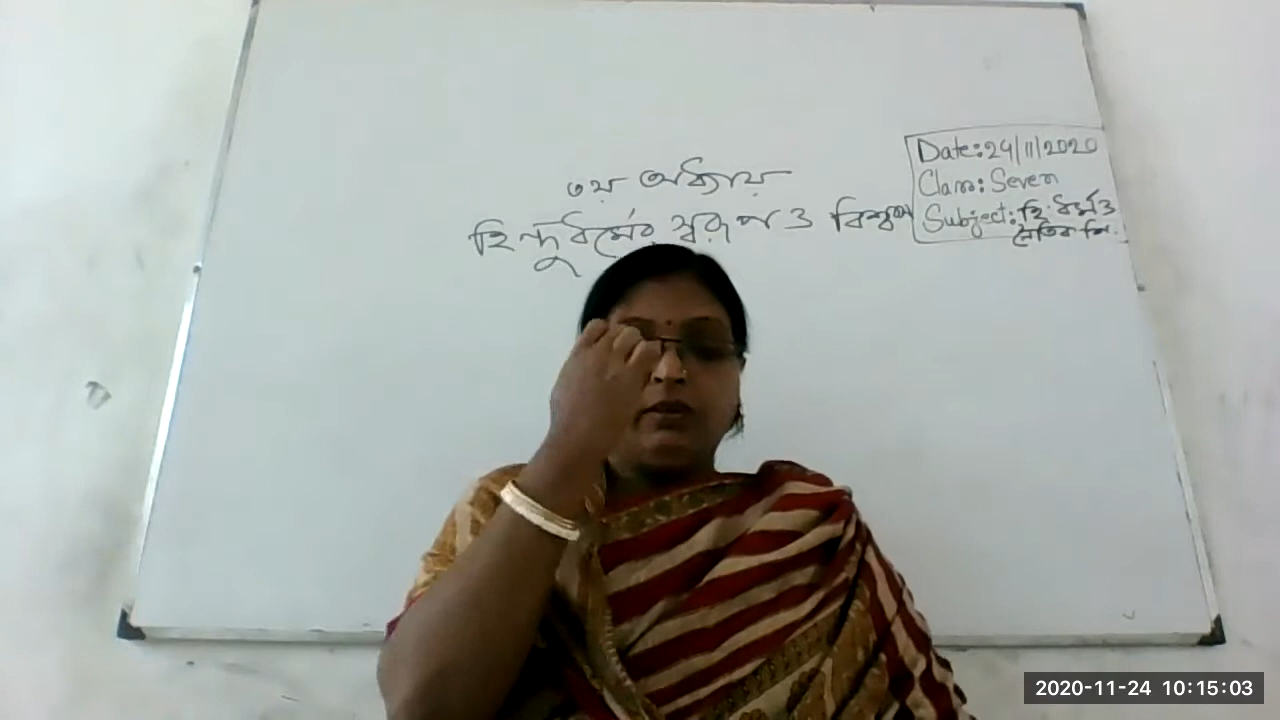 ৩য় অধ্যায়
হিন্দুধর্মের স্বরূপ ও বিশ্বাস
Date: 24/11/2020
Class: Seven
Subject: হি. ধর্ম ও
নৈতিক শি.
2020-11-24 10:15:03